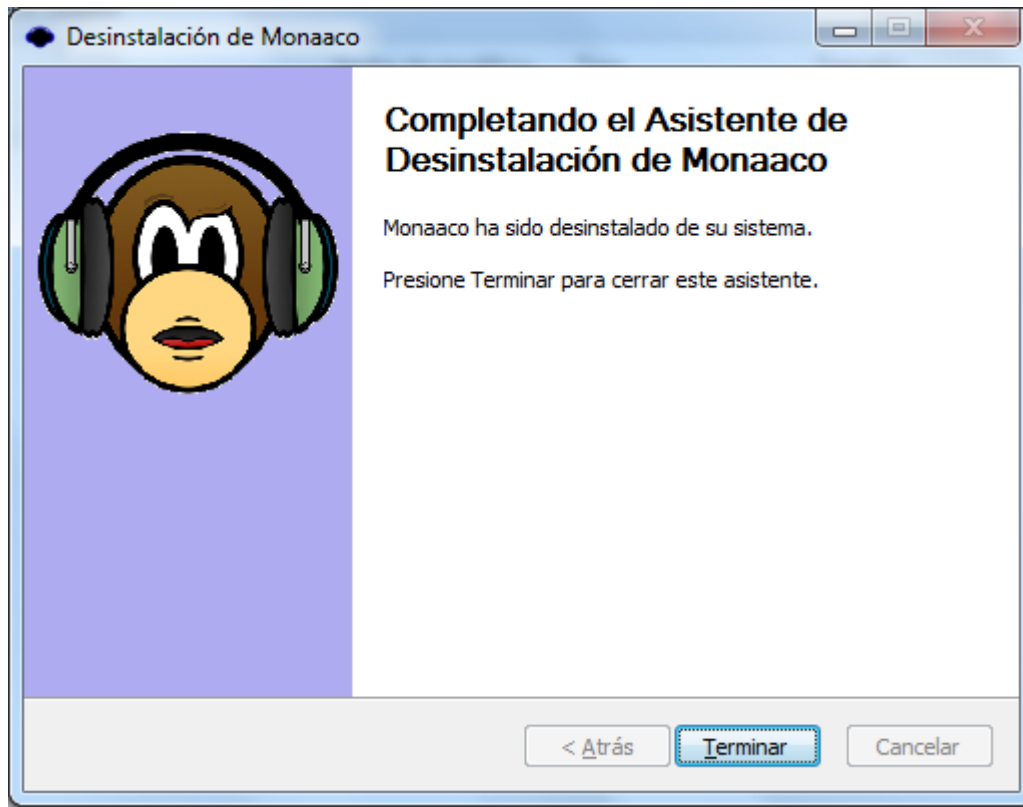 Desinstalación de Monaaco
Completando el Asistente de
Desinstalación de Monaaco
Monaaco ha sido desinstalado de su sistema.
Presione Terminar para cerrar este asistente.
< Atrás
Terminar
Cancelar